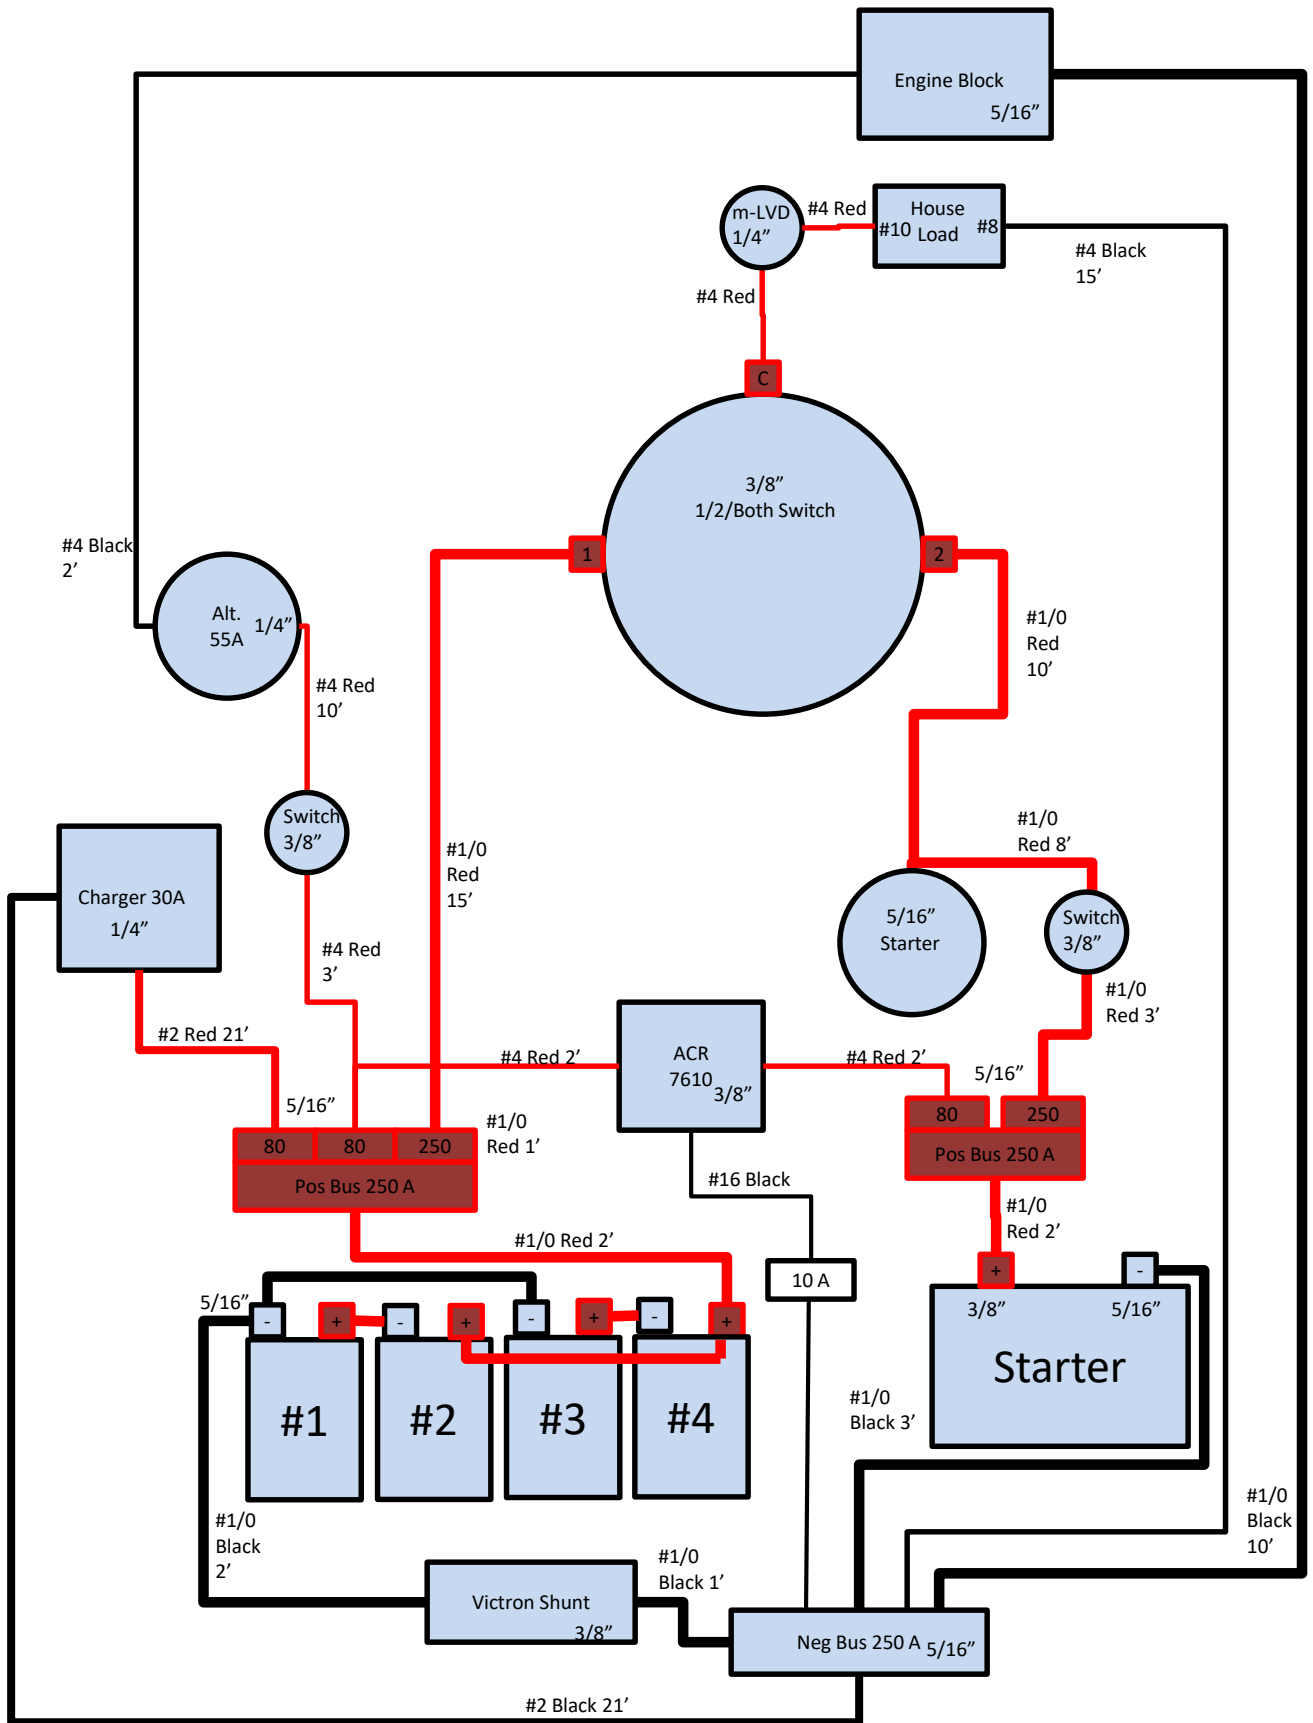 Engine Block
5/16”
m-LVD
1/4”
#4 Red
House
Load
#10
#8
#4 Black
15’
#4 Red
C
3/8”
1/2/Both Switch
1
2
#4 Black
2’
Alt.
55A
1/4”
#1/0
Red
10’
#4 Red
10’
Switch
3/8”
#1/0
Red
15’
#1/0
Red 8’
Charger 30A
1/4”
5/16”
Starter
Switch
3/8”
#4 Red
3’
#1/0
Red 3’
#2 Red 21’
#4 Red 2’
ACR
7610
3/8”
#4 Red 2’
5/16”
5/16”
80
80
250
#1/0
Red 1’
Pos Bus 250 A
80
250
Pos Bus 250 A
#16 Black
#1/0
Red 2’
#1/0 Red 2’
10 A
5/16”
-
+
-
+
-
+
-
+
+
-
3/8”
5/16”
Starter
#1
#2
#3
#4
#1/0
Black 3’
#1/0
Black
2’
#1/0
Black
10’
#1/0
Black 1’
Victron Shunt
3/8”
Neg Bus 250 A
5/16”
#2 Black 21’